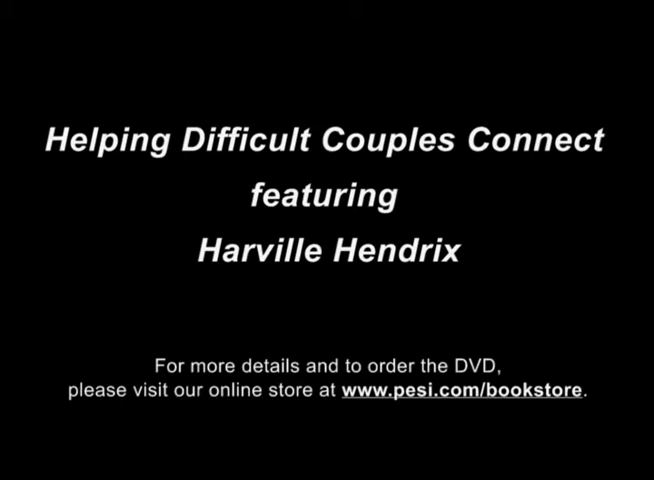 Helping Difficult Couples Connect
featuring
Harville Hendrix
For more details and to order the DVD,
please visit our online store at www.pesi.com/bookstore.